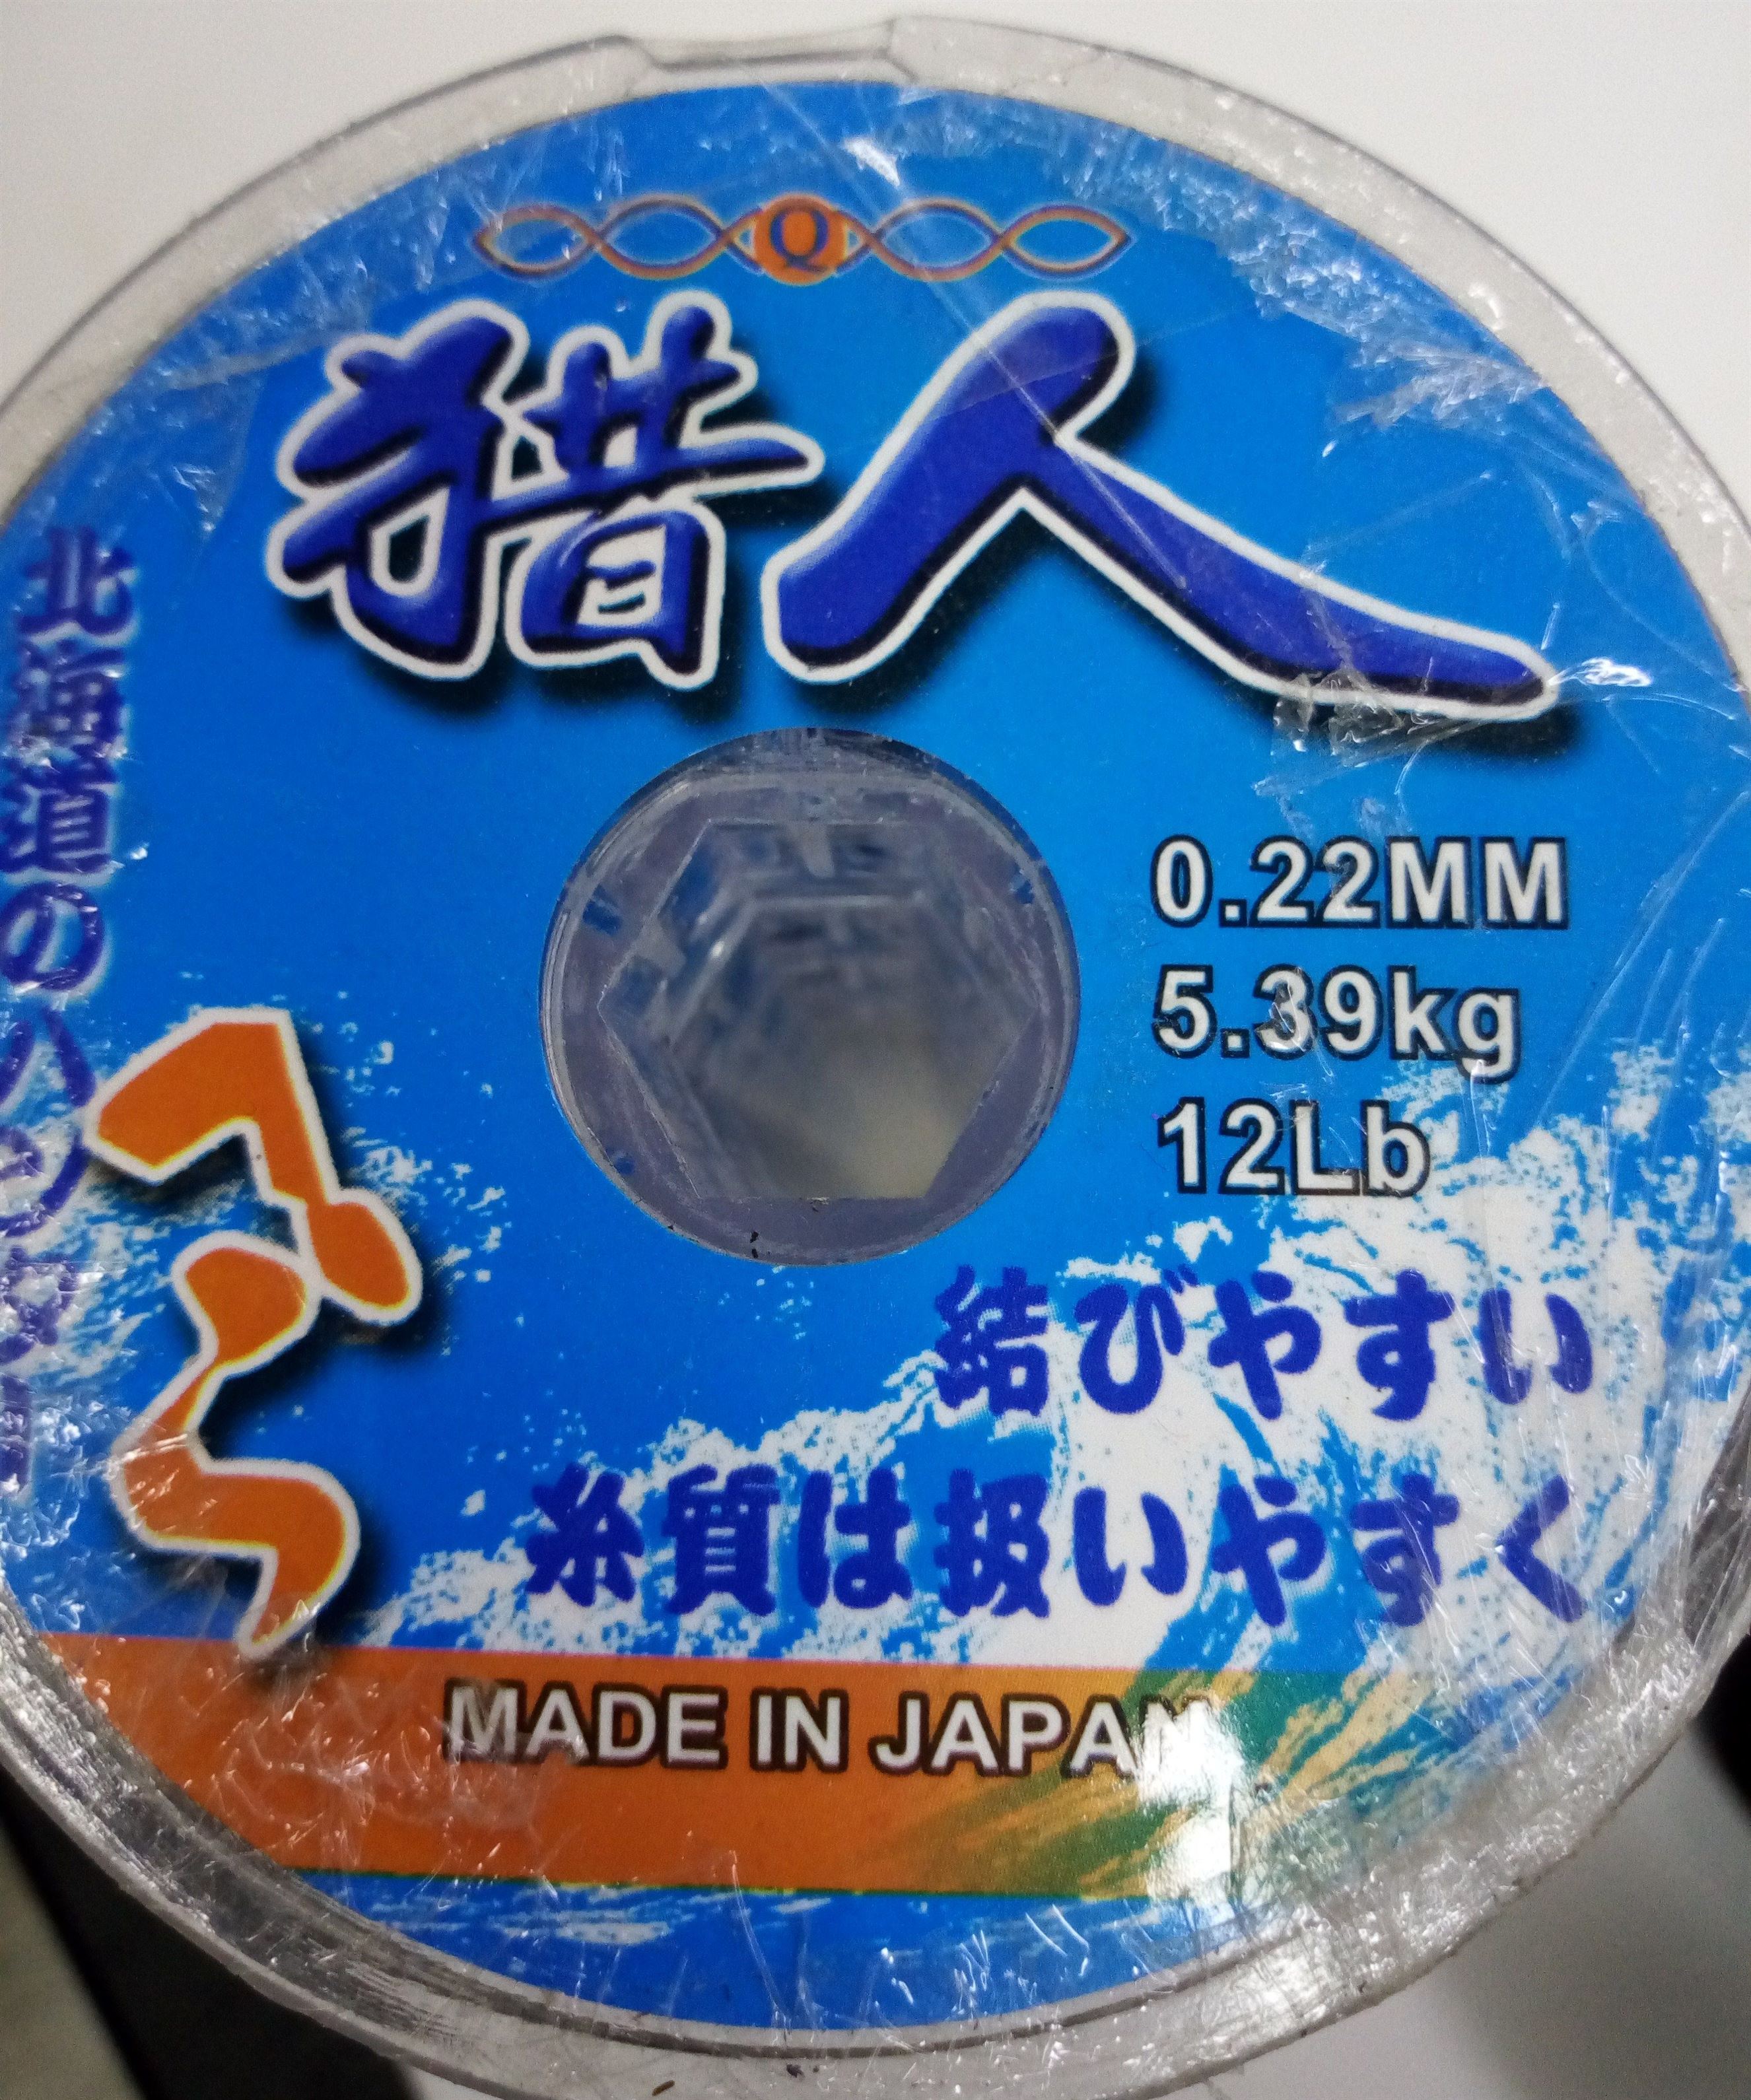 Q
猎人
北海道のハンター
0.22MM
5.39kg
12Lb
結びやすい
糸質は扱いやすく
MADE IN JAPAN